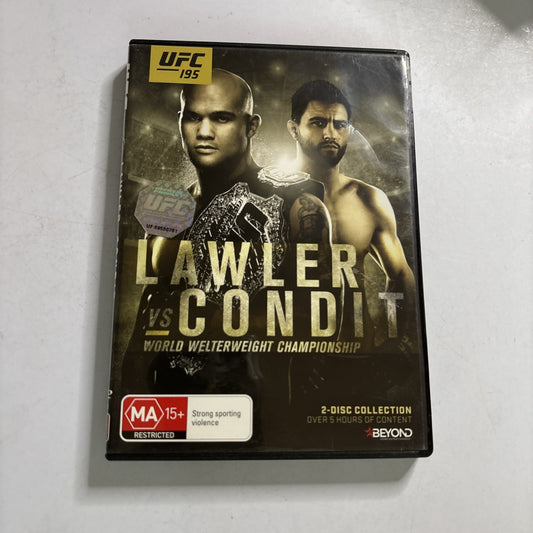 UFC
195
UFC
LAWLER
VS CONDIT
WORLD WELTERWEIGHT CHAMPIONSHIP
MA 15+
RESTRICTED
Strong sporting
violence
2-DISC COLLECTION
OVER 5 HOURS OF CONTENT
BEYOND